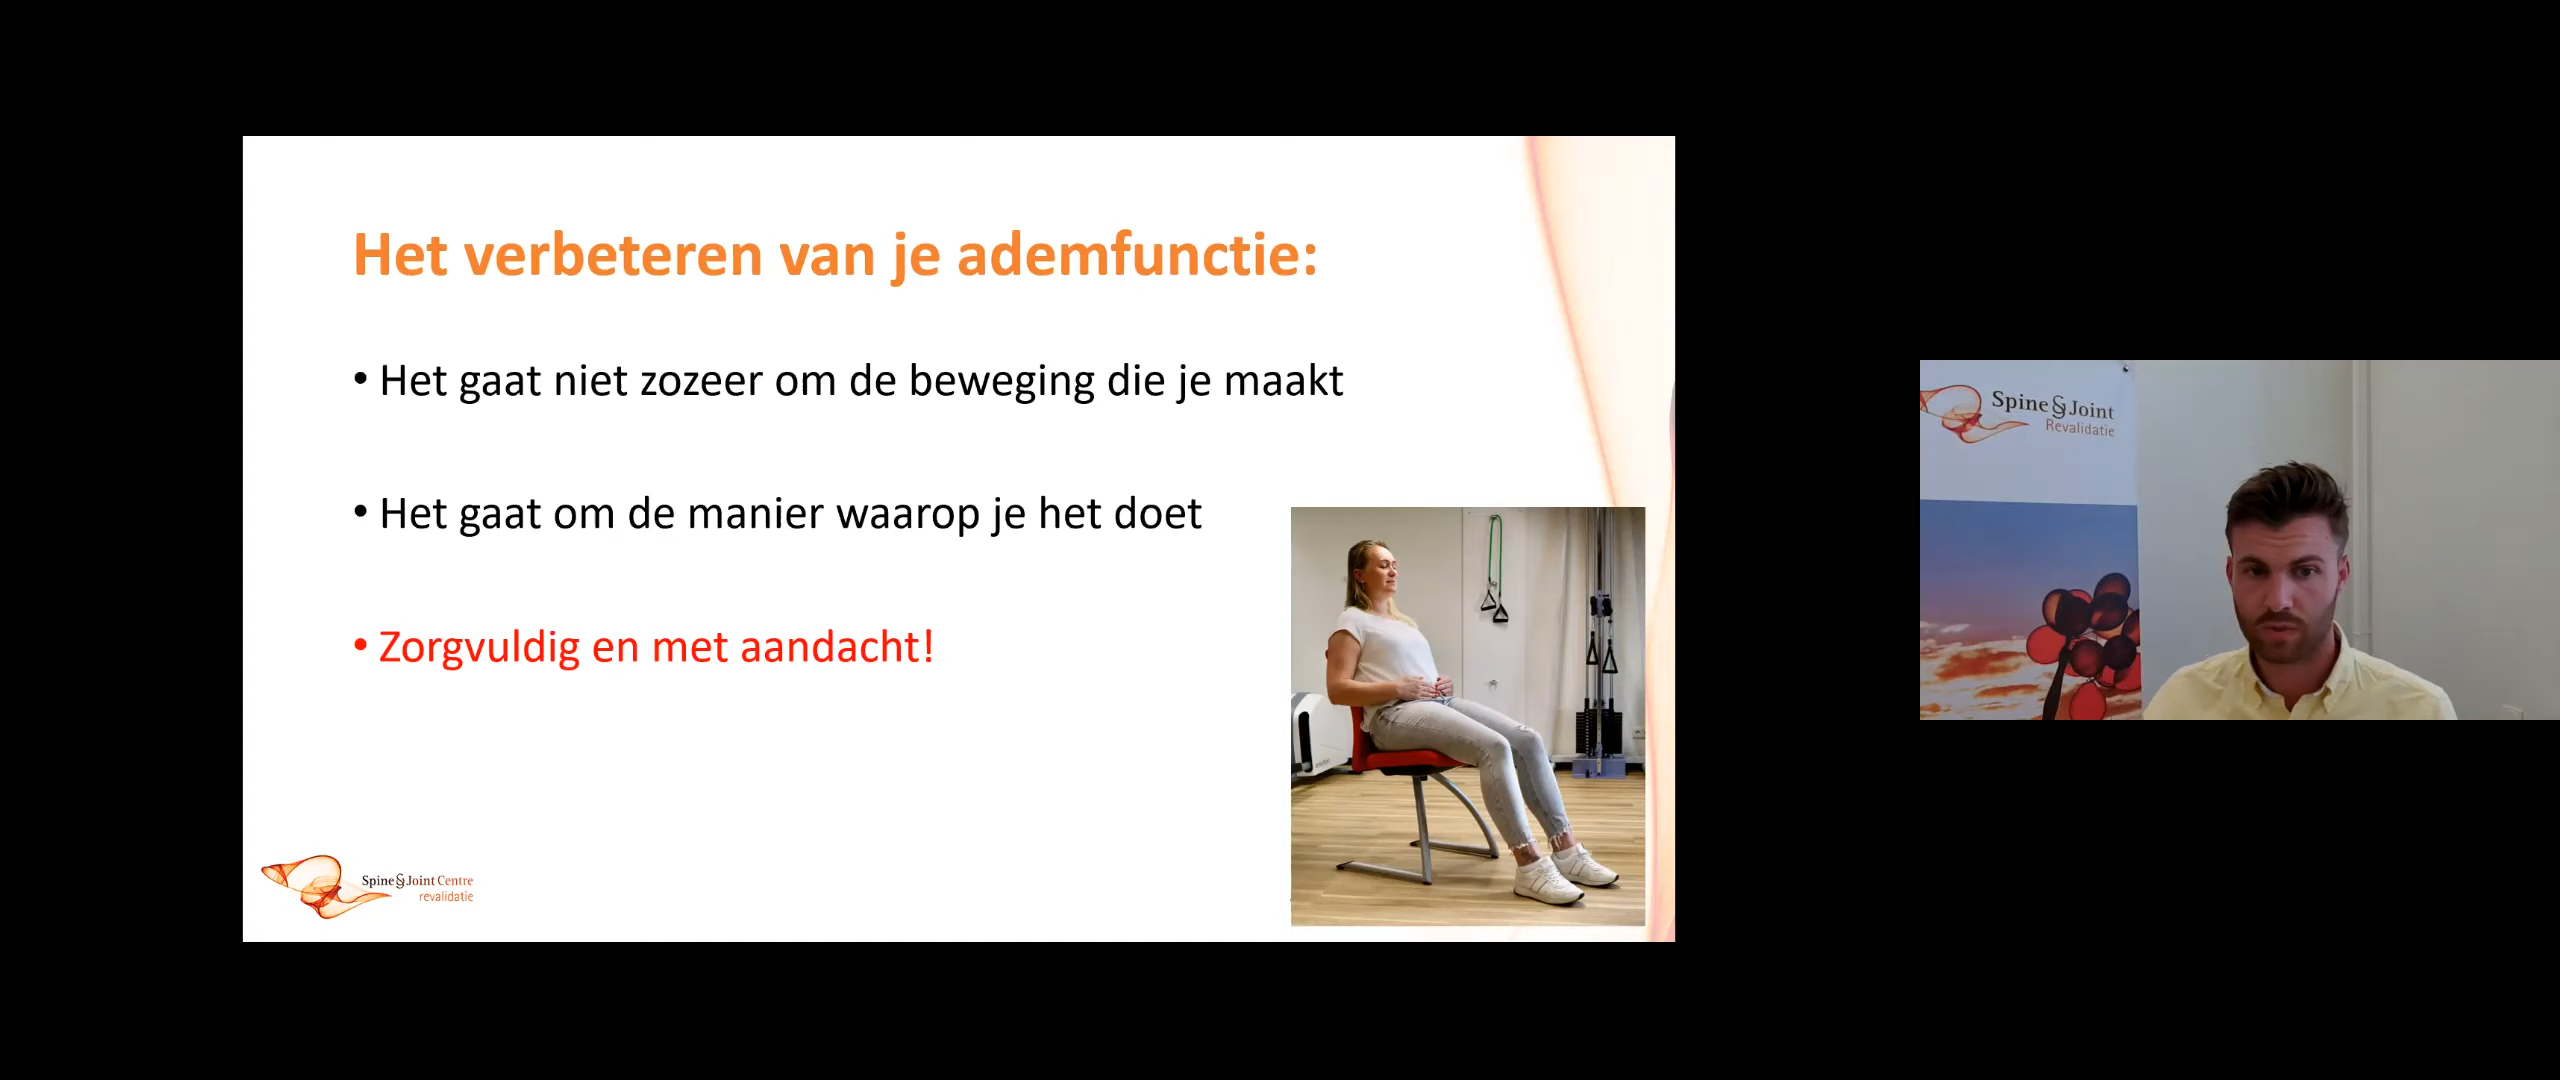 Het verbeteren van je ademfunctie:
• Het gaat niet zozeer om de beweging die je maakt
• Het gaat om de manier waarop je het doet
• Zorgvuldig en met aandacht!
Spine & Joint Centre
revalidatie
Spine & Joint
Revalidatie